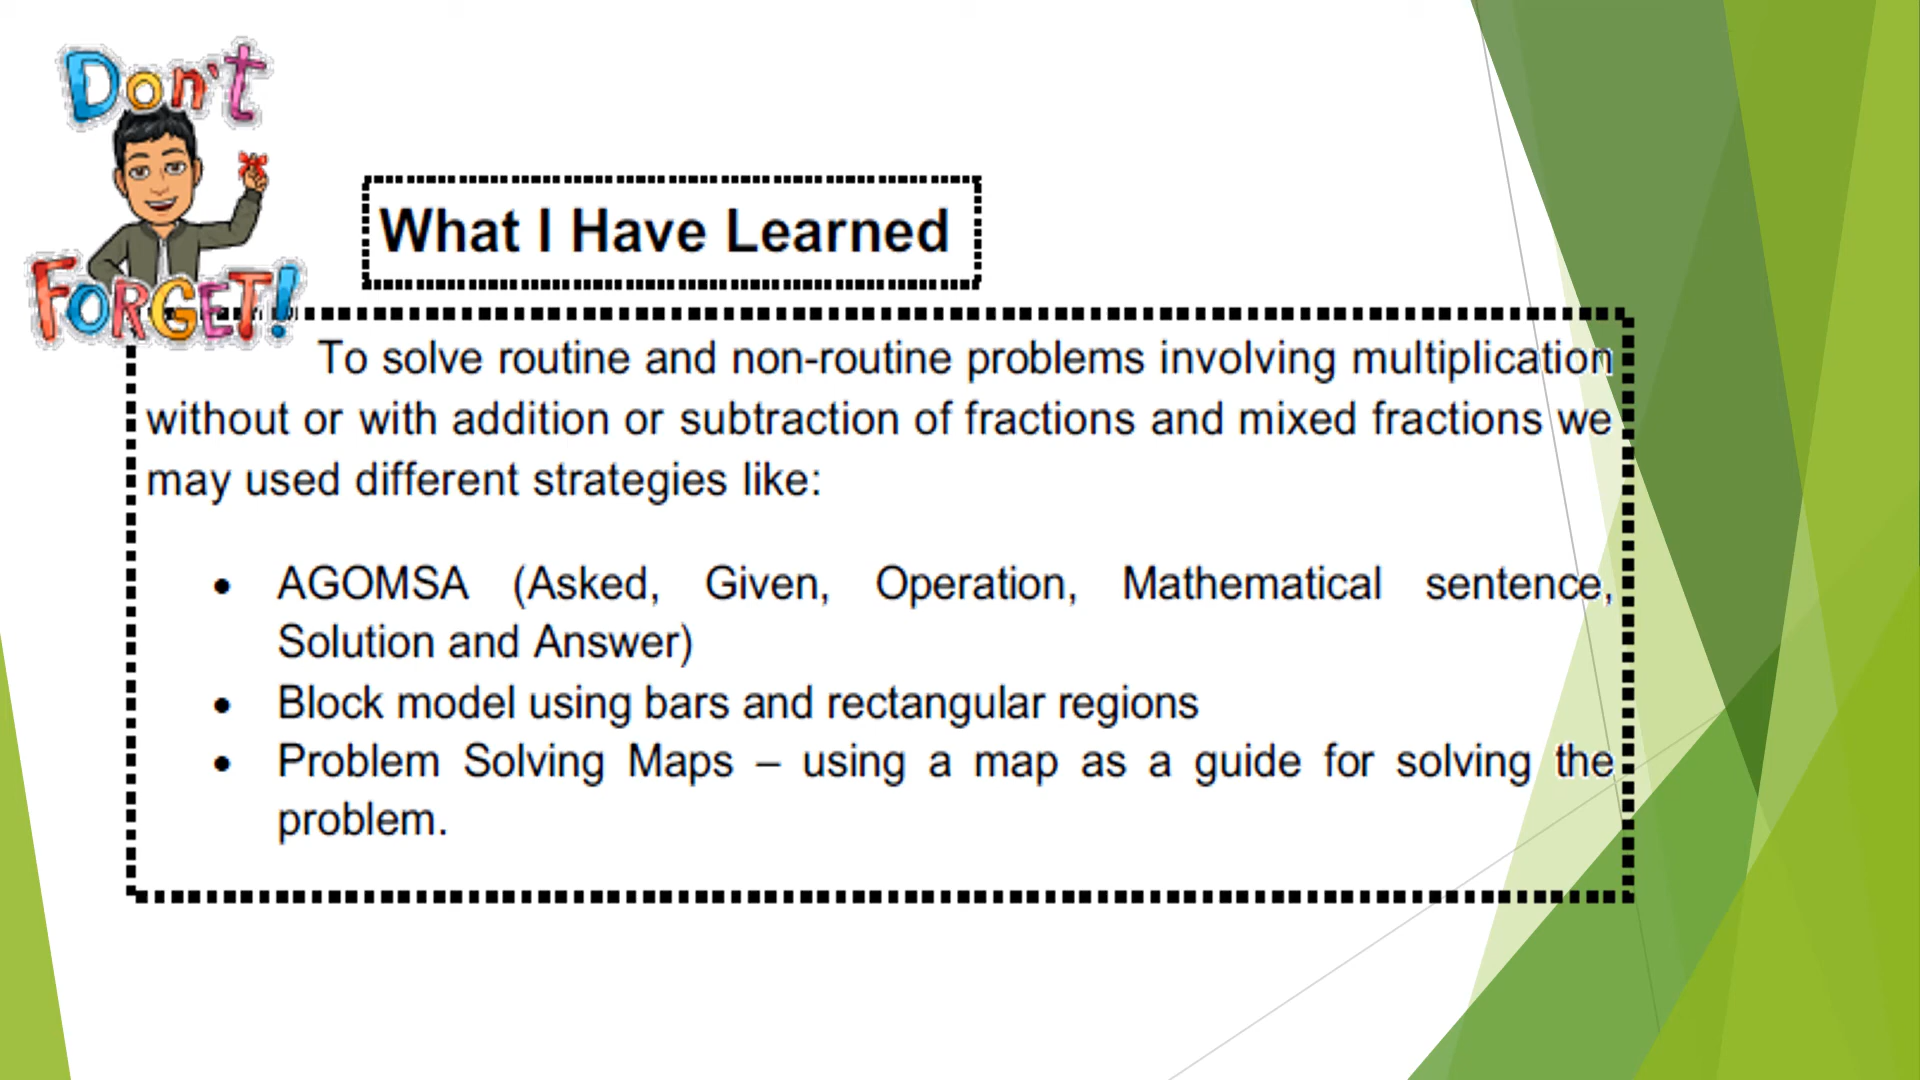 Don't
FORGET!
What I Have Learned
To solve routine and non-routine problems involving multiplication
without or with addition or subtraction of fractions and mixed fractions we
may used different strategies like:
• AGOMSA (Asked, Given, Operation, Mathematical sentence,
Solution and Answer)
• Block model using bars and rectangular regions
• Problem Solving Maps – using a map as a guide for solving the
problem.